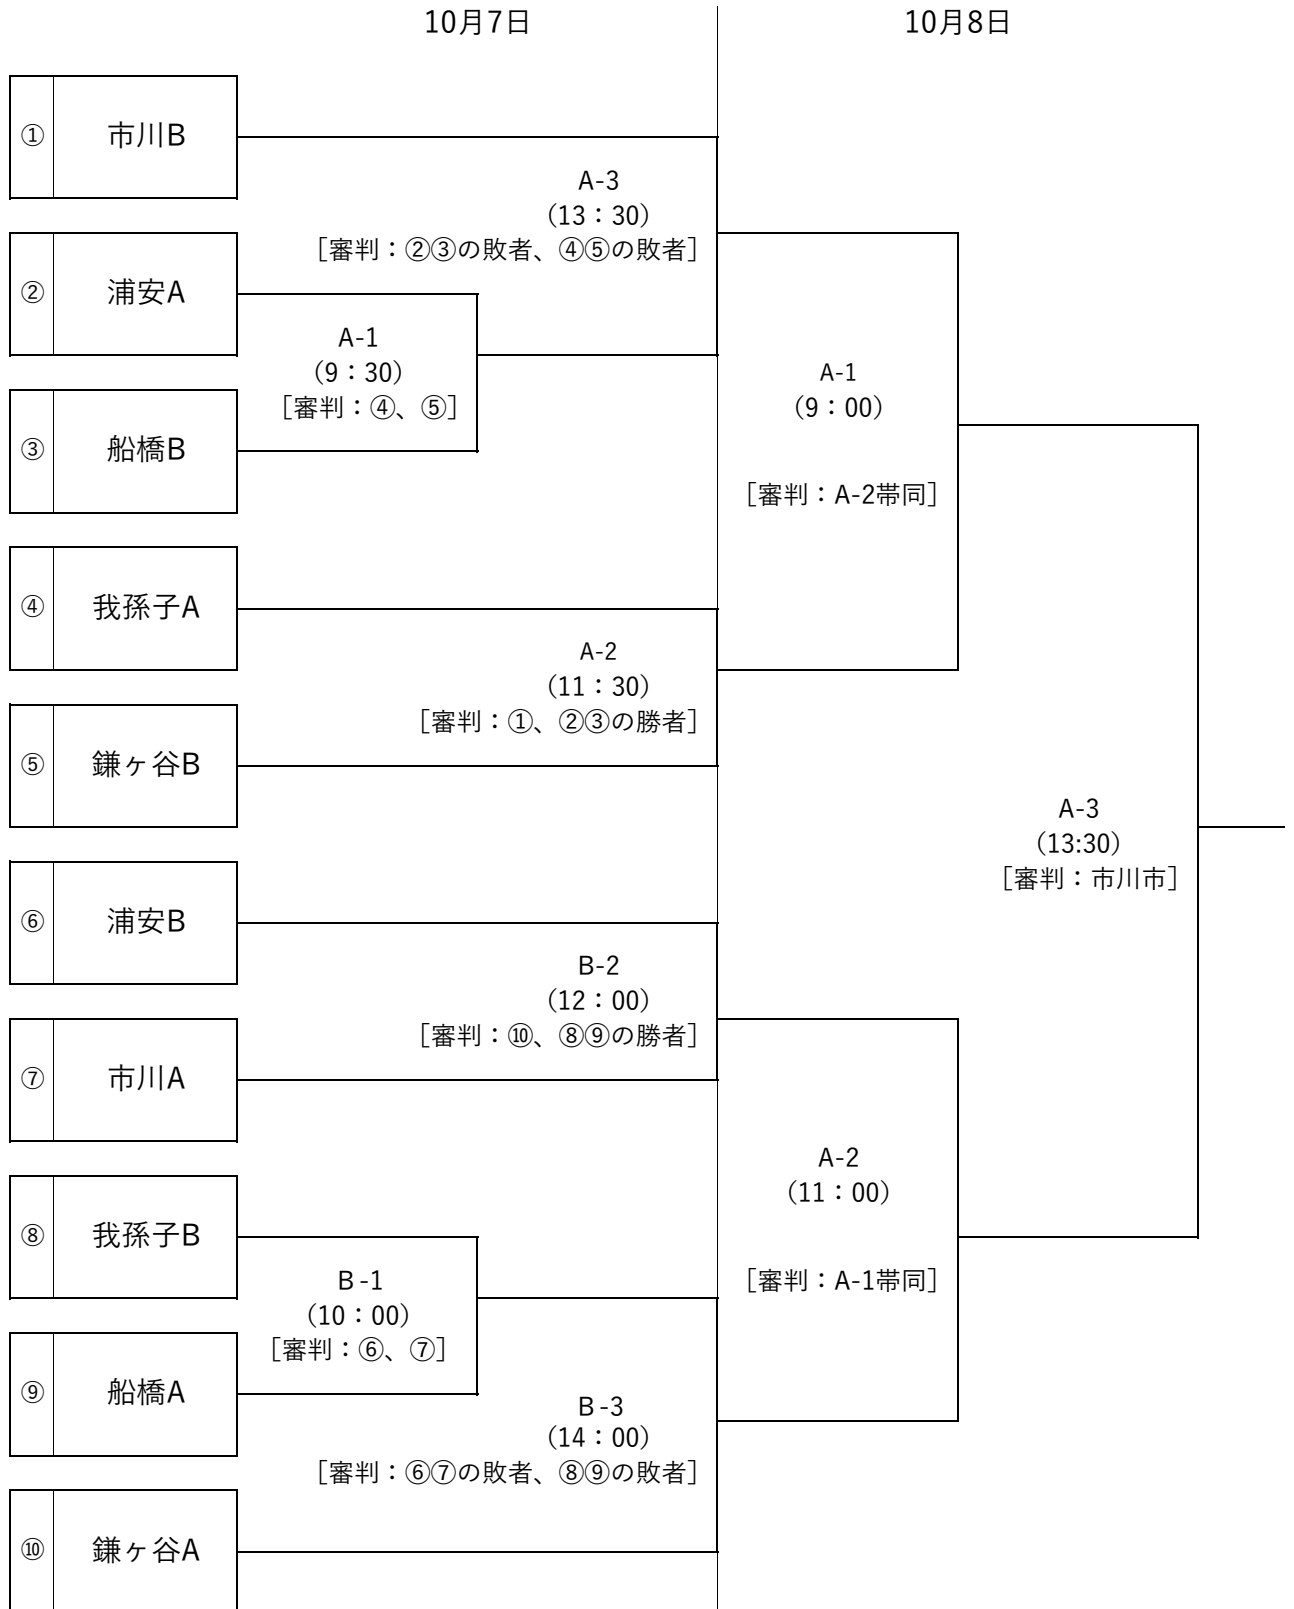 10月7日
10月8日
① 市川B
A-3
（13：30）
［審判：②③の敗者、④⑤の敗者］
② 浦安A
A-1
（9：30）
［審判：④、⑤］
A-1
（9：00）
［審判：A-2帯同］
③ 船橋B
④ 我孫子A
A-2
（11：30）
［審判：①、②③の勝者］
⑤ 鎌ヶ谷B
A-3
（13:30）
［審判：市川市］
⑥ 浦安B
B-2
（12：00）
［審判：⑩、⑧⑨の勝者］
⑦ 市川A
A-2
（11：00）
［審判：A-1帯同］
⑧ 我孫子B
Ｂ-1
（10：00）
［審判：⑥、⑦］
⑨ 船橋A
Ｂ-3
（14：00）
［審判：⑥⑦の敗者、⑧⑨の敗者］
⑩ 鎌ヶ谷A